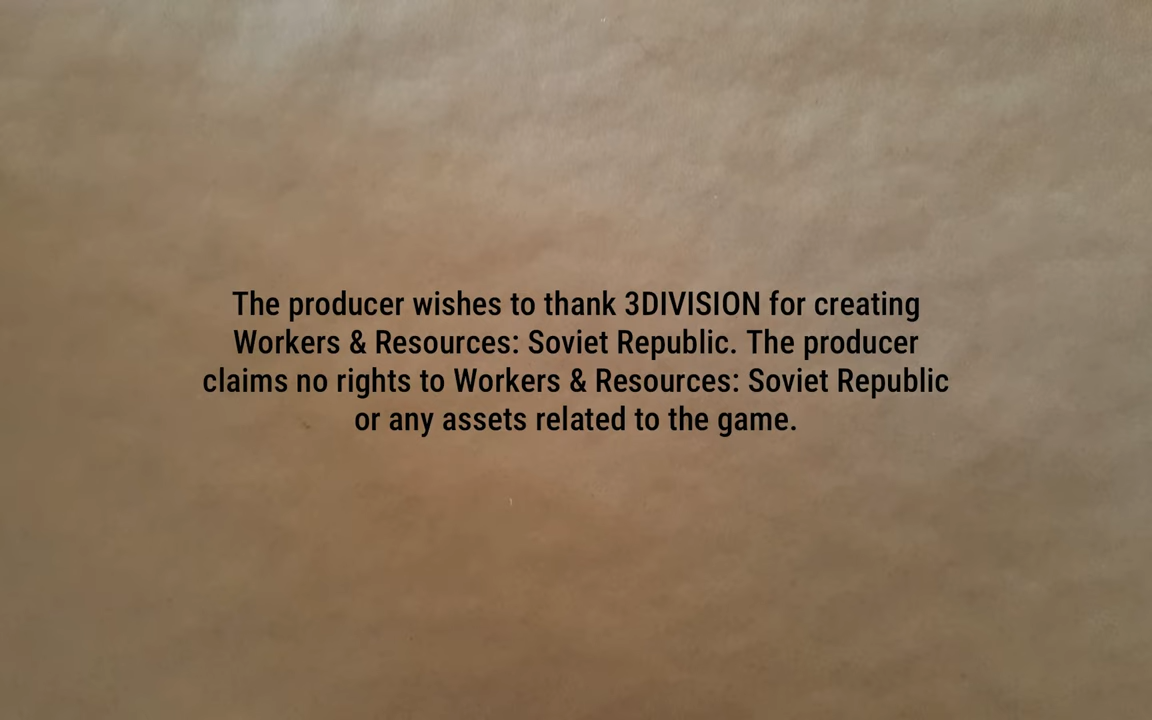 The producer wishes to thank 3DIVISION for creating
Workers & Resources: Soviet Republic. The producer
claims no rights to Workers & Resources: Soviet Republic
or any assets related to the game.